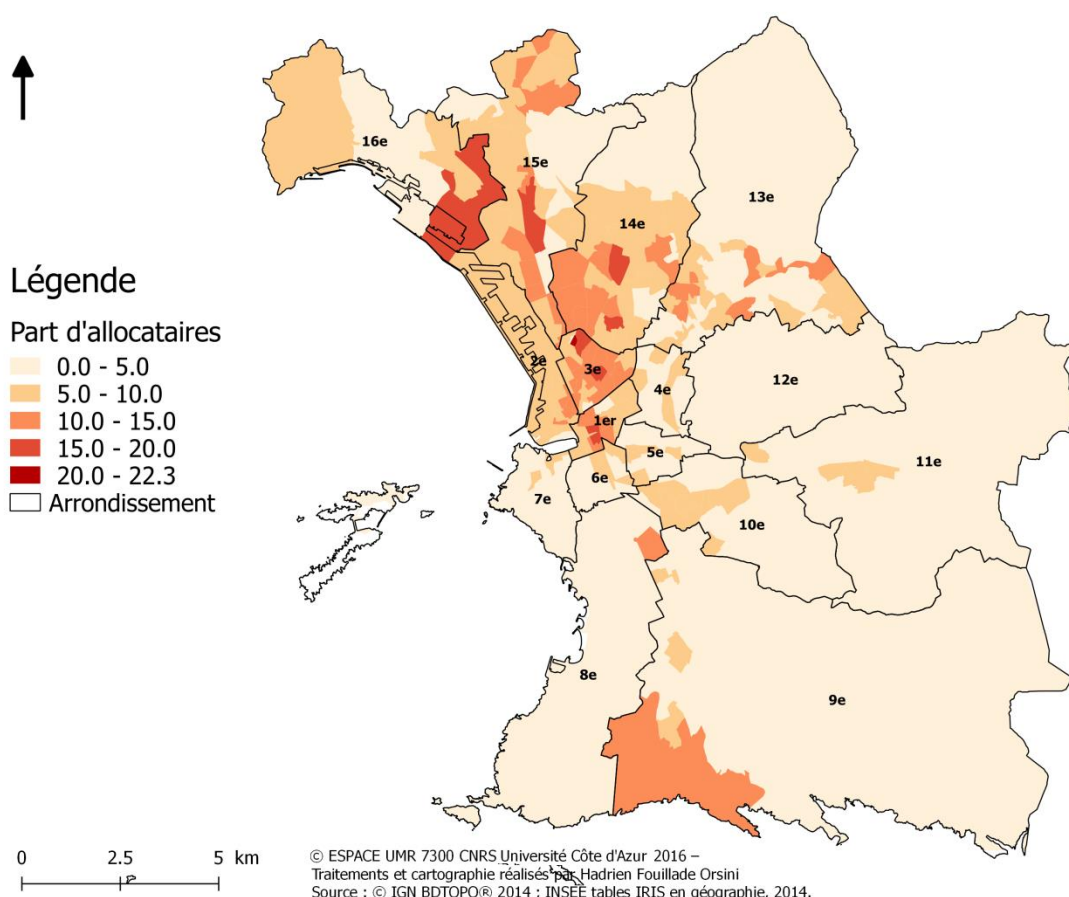 16e
15e
13e
14e
Légende
Part d'allocataires
0.0 - 5.0
5.0 - 10.0
10.0 - 15.0
15.0 - 20.0
20.0 - 22.3
Arrondissement
2e
3e
4e
12e
1er
5e
11e
6e
7e
10e
8e
9e
0 2.5 5 km
© ESPACE UMR 7300 CNRS Université Côte d'Azur 2016 –
Traitements et cartographie réalisés par Hadrien Fouillade Orsini
Source : © IGN BDTOPO® 2014 ; INSEE tables IRIS en géographie, 2014.